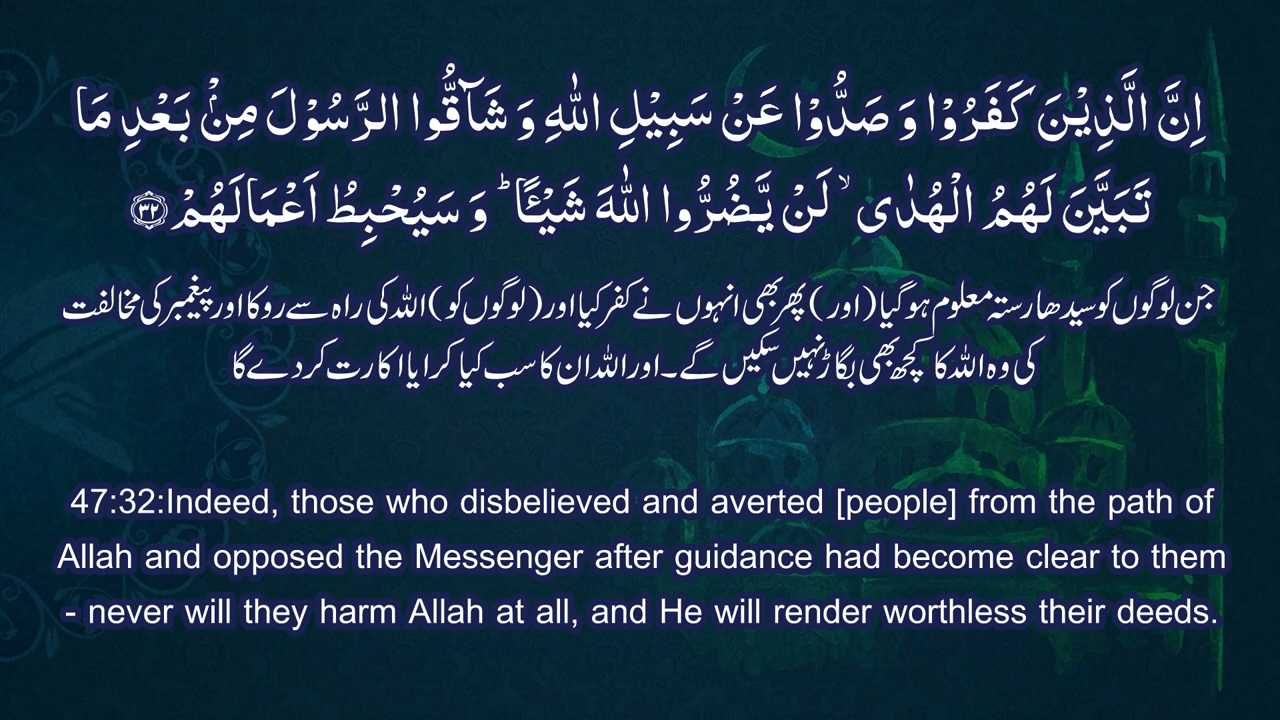 اِنَّ الَّذِيْنَ كَفَرُوْا وَ صَدُّوْا عَنْ سَبِيْلِ اللّٰهِ وَ شَآقُّوا الرَّسُوْلَ مِنْۢ بَعْدِ مَا
تَبَيَّنَ لَهُمُ الْهُدٰى ۙ لَنْ يَّضُرُّوا اللّٰهَ شَيْـًٔا ؕ وَ سَيُحْبِطُ اَعْمَالَهُمْ ۝۳۲
جن لوگوں کو سیدھا رستہ معلوم ہوگیا (اور) پھر بھی انہوں نے کفر کیا اور (لوگوں کو) اللہ کی راہ سے روکا اور پیغمبر کی مخالفت
کی وہ اللہ کا کچھ بھی بگاڑ نہیں سکیں گے۔ اور اللہ ان کا سب کیا کرایا اکارت کردے گا
47:32:Indeed, those who disbelieved and averted [people] from the path of
Allah and opposed the Messenger after guidance had become clear to them
- never will they harm Allah at all, and He will render worthless their deeds.